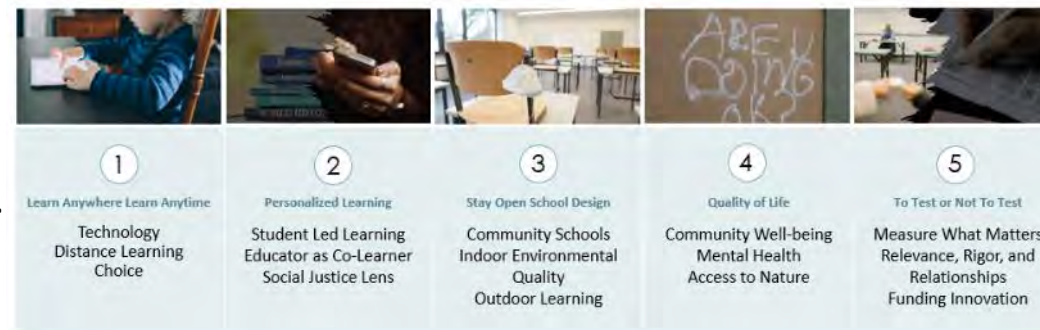 ARE U
DOING
OK?
1
Learn Anywhere Learn Anytime
Technology
Distance Learning
Choice
2
Personalized Learning
Student Led Learning
Educator as Co-Learner
Social Justice Lens
3
Stay Open School Design
Community Schools
Indoor Environmental
Quality
Outdoor Learning
4
Quality of Life
Community Well-being
Mental Health
Access to Nature
5
To Test or Not To Test
Measure What Matters
Relevance, Rigor, and
Relationships
Funding Innovation